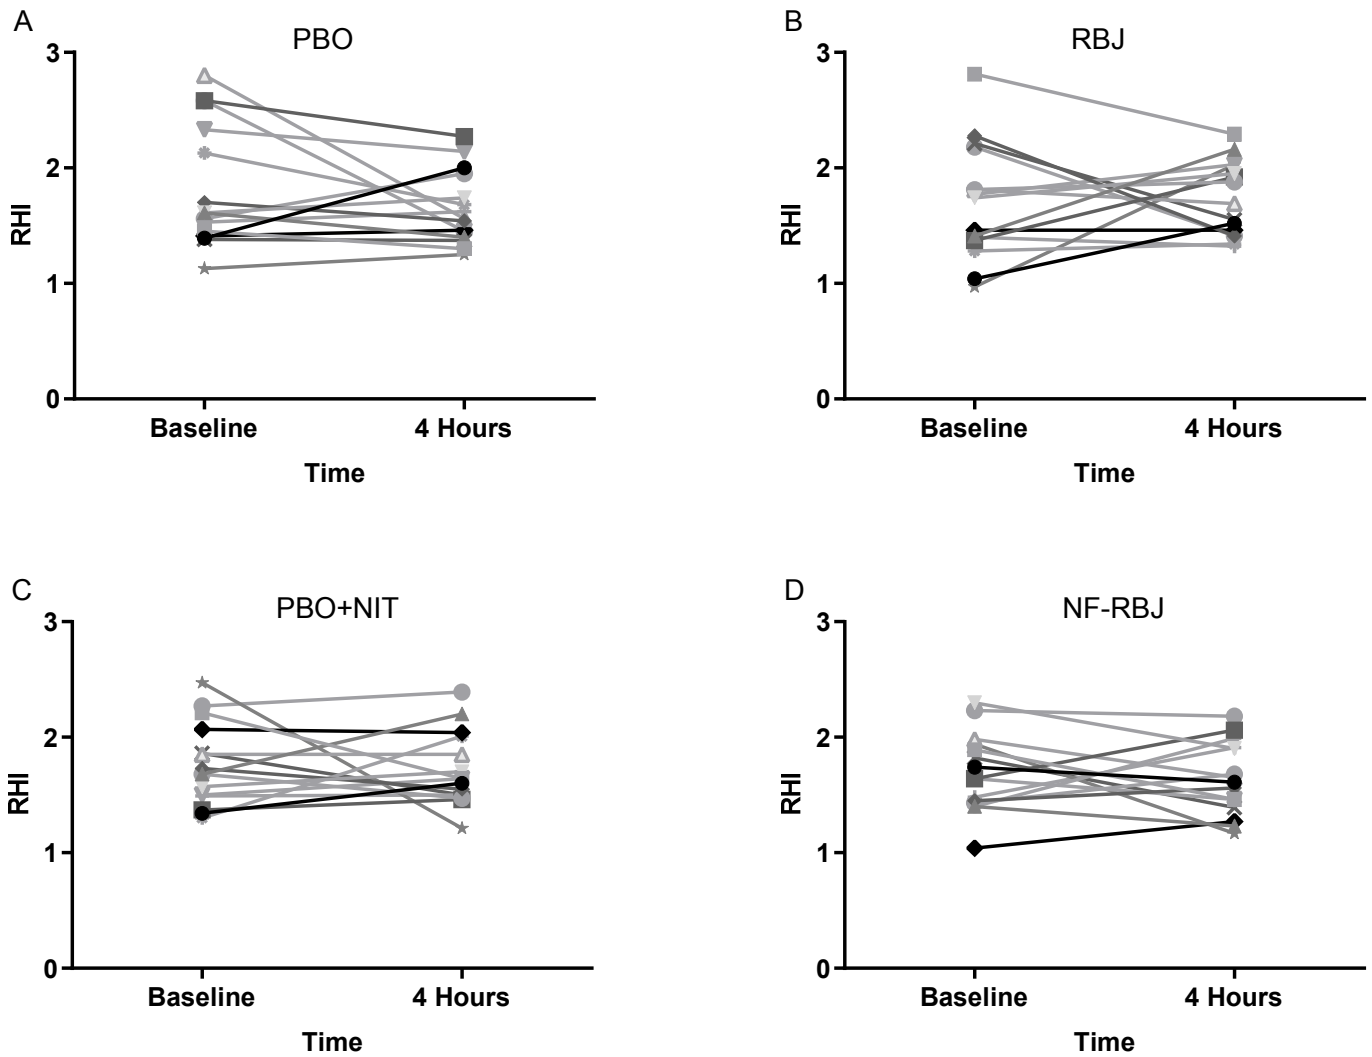 A
PBO
3
2
1
0
RHI
Baseline 4 Hours
Time
B
RBJ
3
2
1
0
RHI
Baseline 4 Hours
Time
C
PBO+NIT
3
2
1
0
RHI
Baseline 4 Hours
Time
D
NF-RBJ
3
2
1
0
RHI
Baseline 4 Hours
Time